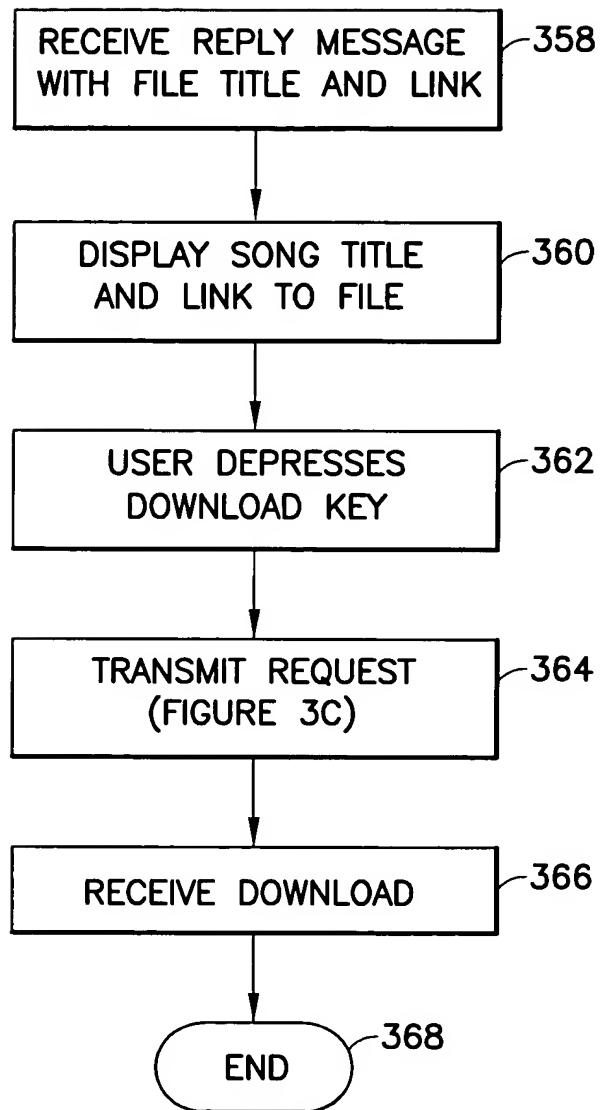 RECEIVE REPLY MESSAGE
WITH FILE TITLE AND LINK
358
DISPLAY SONG TITLE
AND LINK TO FILE
360
USER DEPRESSES
DOWNLOAD KEY
362
TRANSMIT REQUEST
(FIGURE 3C)
364
RECEIVE DOWNLOAD
366
END
368